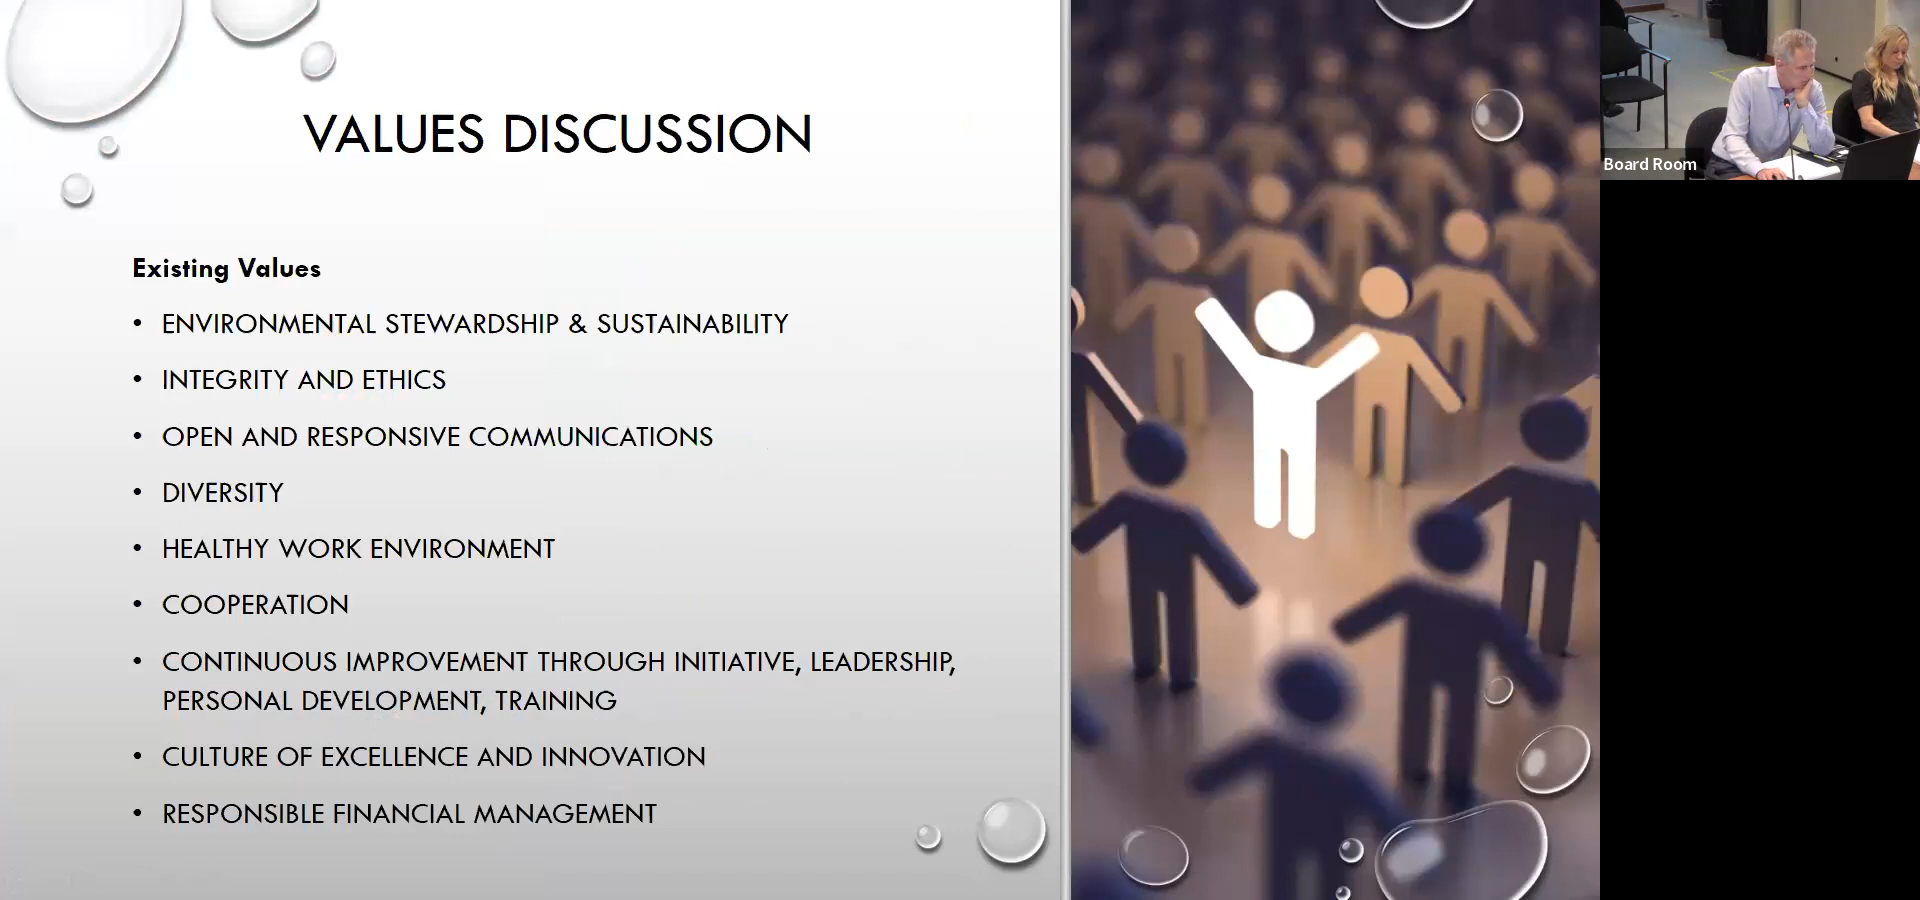 VALUES DISCUSSION
Existing Values
• ENVIRONMENTAL STEWARDSHIP & SUSTAINABILITY
• INTEGRITY AND ETHICS
• OPEN AND RESPONSIVE COMMUNICATIONS
• DIVERSITY
• HEALTHY WORK ENVIRONMENT
• COOPERATION
• CONTINUOUS IMPROVEMENT THROUGH INITIATIVE, LEADERSHIP,
PERSONAL DEVELOPMENT, TRAINING
• CULTURE OF EXCELLENCE AND INNOVATION
• RESPONSIBLE FINANCIAL MANAGEMENT
Board Room